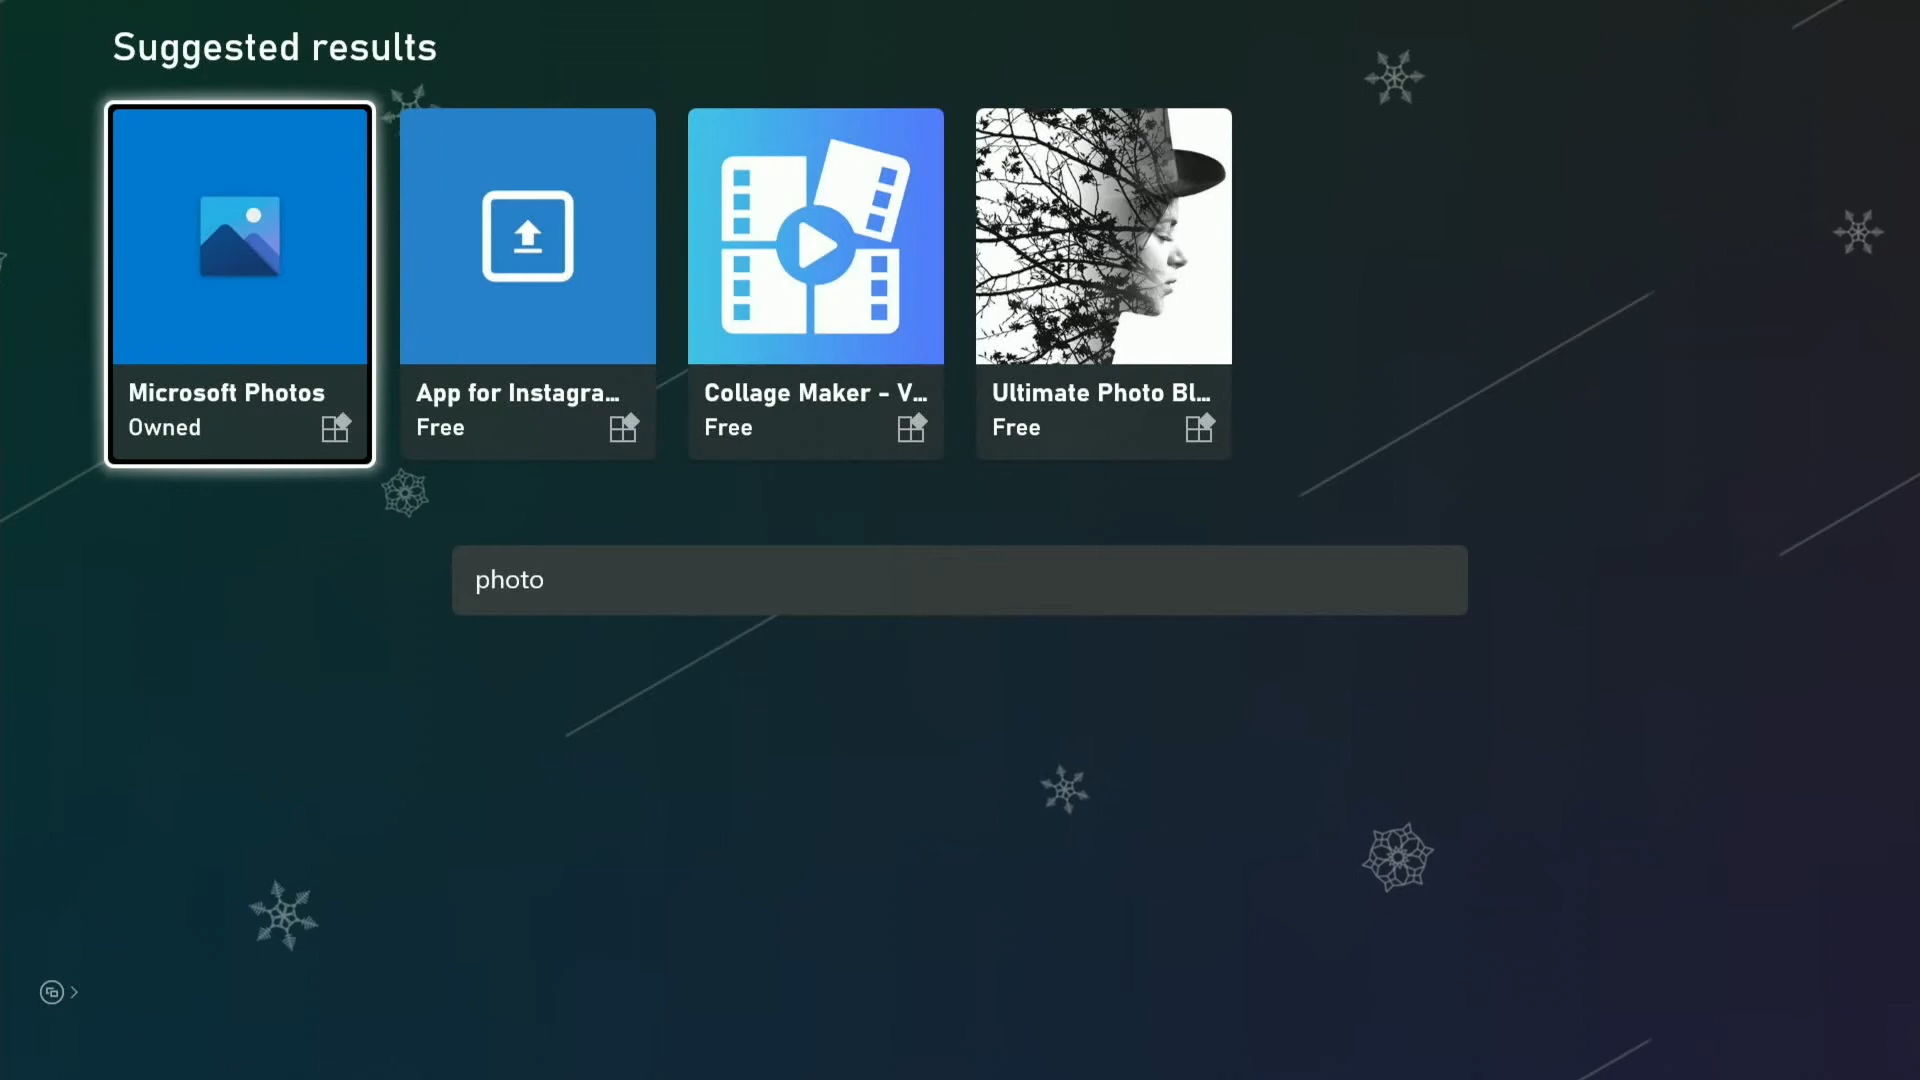 Suggested results
Microsoft Photos
Owned
App for Instagra...
Free
Collage Maker - V...
Free
Ultimate Photo Bl...
Free
photo